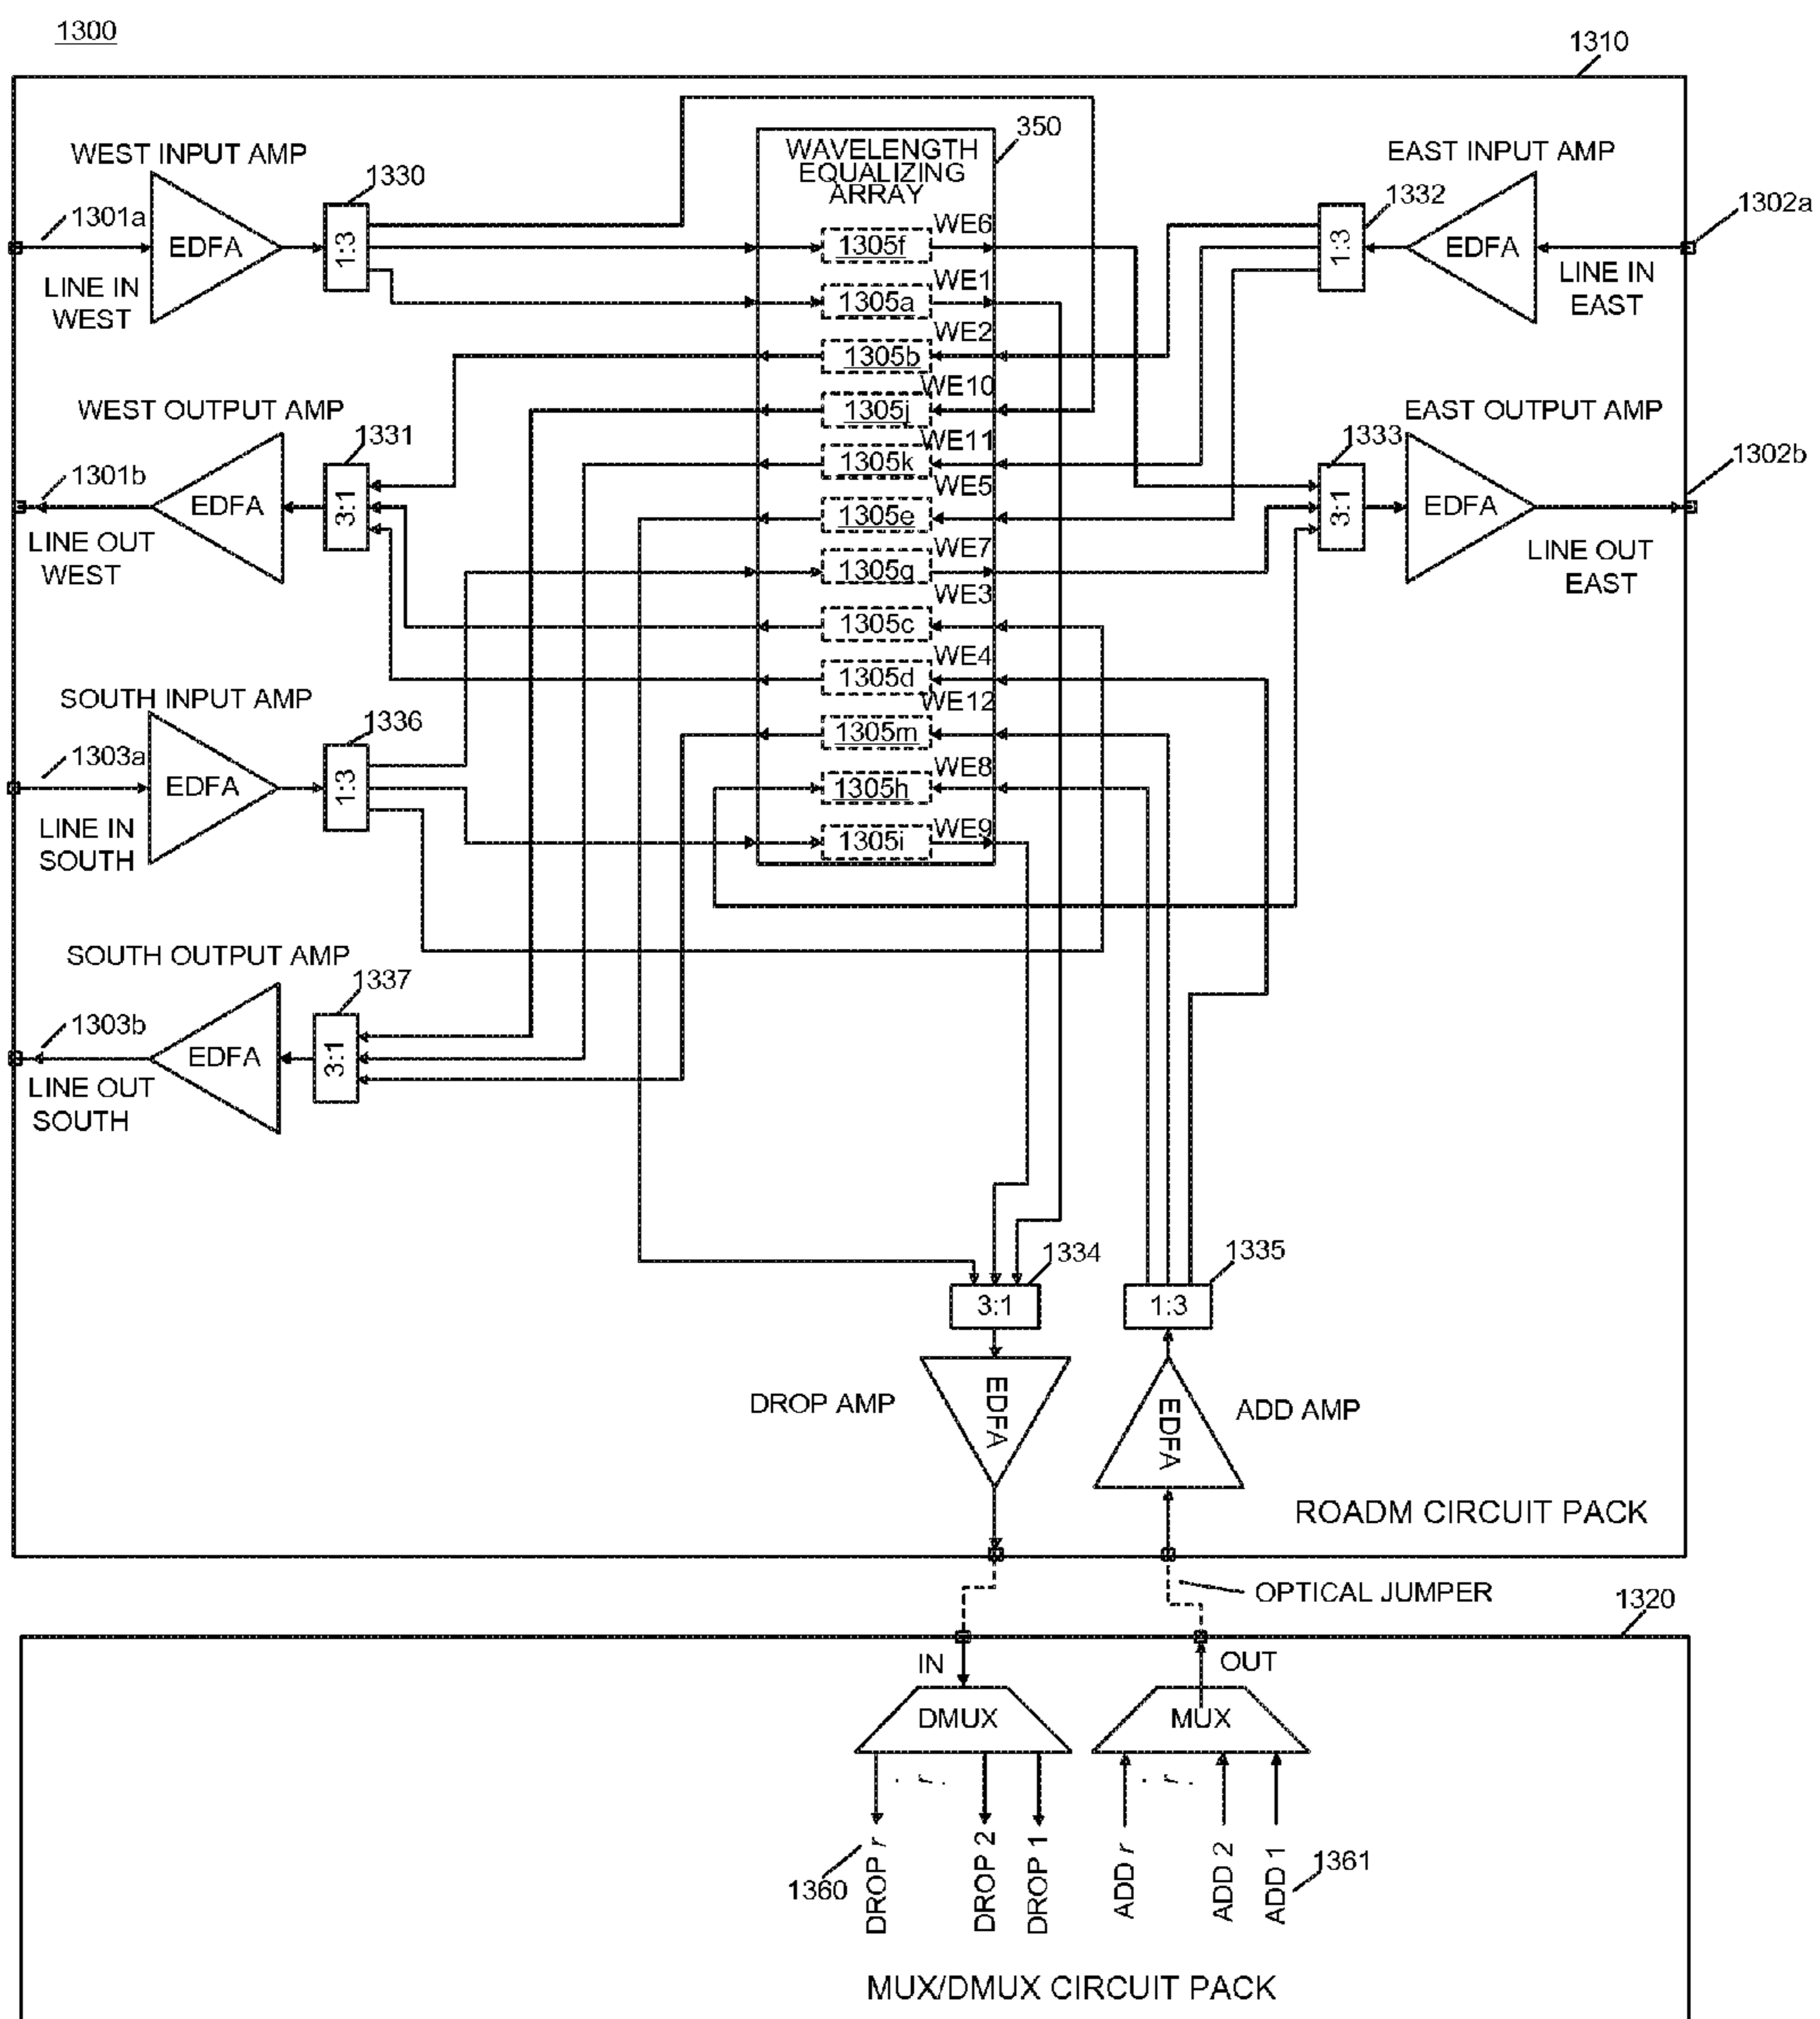 1300
1310
WEST INPUT AMP
1330
WAVELENGTH
EQUALIZING
ARRAY
350
EAST INPUT AMP
1332
1301a
EDFA
1:3
LINE IN
WEST
1305f
WE6
1305a
WE1
1305b
WE2
1305j
WE10
1305k
WE11
1305e
WE5
1305g
WE7
1305c
WE3
1305d
WE4
1305m
WE12
1305h
WE8
1305i
WE9
1:3
EDFA
1302a
LINE IN
EAST
WEST OUTPUT AMP
1331
1301b
EDFA
3:1
LINE OUT
WEST
EAST OUTPUT AMP
1333
3:1
EDFA
1302b
LINE OUT
EAST
SOUTH INPUT AMP
1336
1303a
EDFA
1:3
LINE IN
SOUTH
SOUTH OUTPUT AMP
1337
1303b
EDFA
3:1
LINE OUT
SOUTH
1334
3:1
1335
1:3
DROP AMP
EDFA
EDFA
ADD AMP
ROADM CIRCUIT PACK
OPTICAL JUMPER
1320
IN
OUT
DMUX
MUX
r
r
1360
DROP r
DROP 2
DROP 1
ADD r
ADD 2
ADD 1
1361
MUX/DMUX CIRCUIT PACK